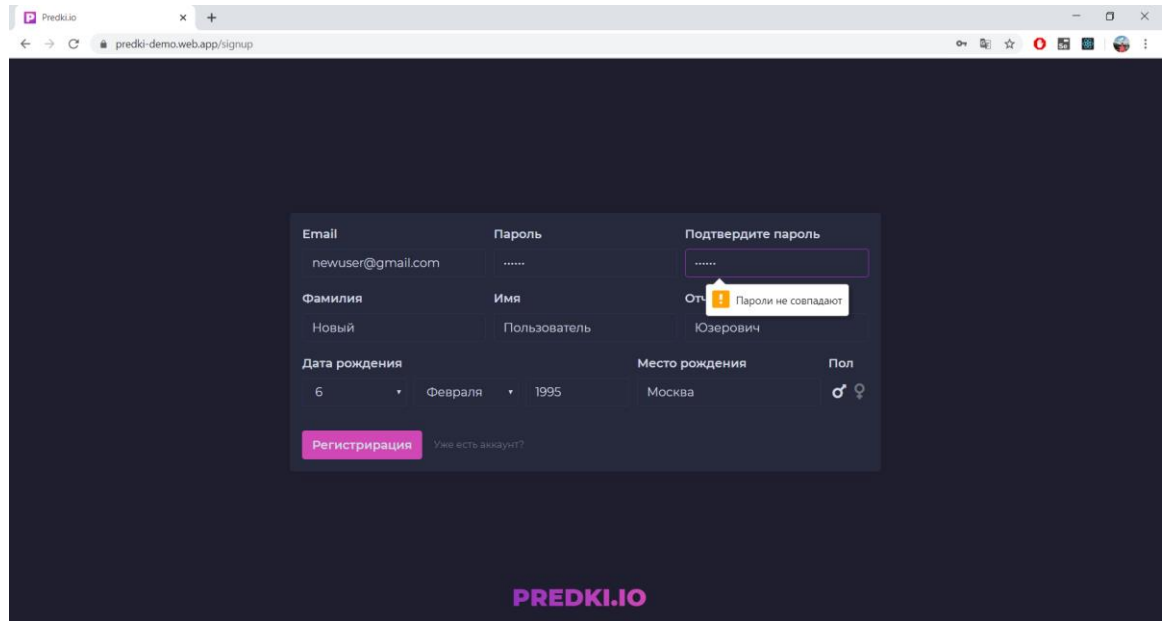 Predki.io
predki-demo.web.app/signup
Email Пароль Подтвердите пароль
newuser@gmail.com •••••• ••••••
Пароли не совпадают
Фамилия Имя
Новый Пользователь Юзерович
Дата рождения Место рождения Пол
6 Февраля 1995 Москва
Регистрирация Уже есть аккаунт?
PREDKI.IO